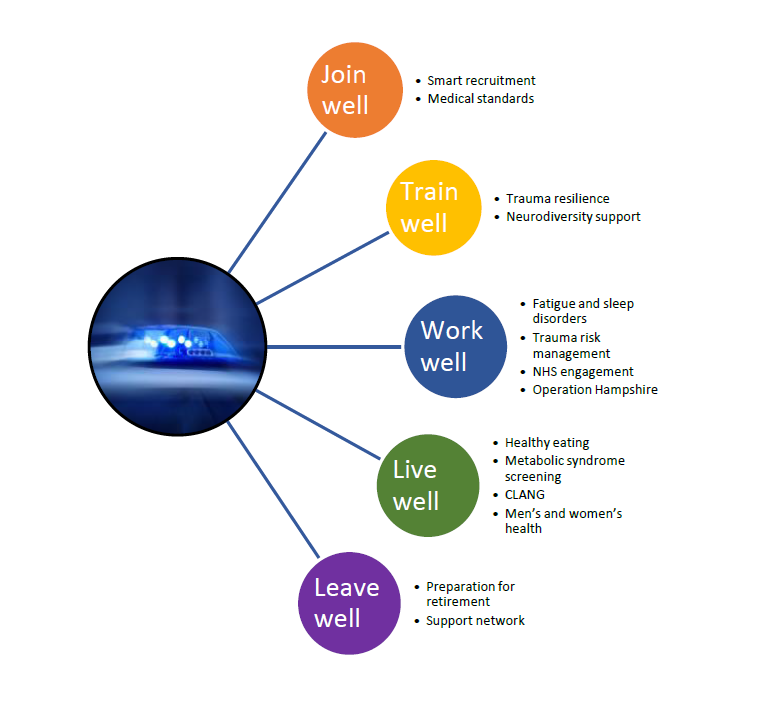 Join
well
• Smart recruitment
• Medical standards
Train
well
• Trauma resilience
• Neurodiversity support
Work
well
• Fatigue and sleep
disorders
• Trauma risk
management
• NHS engagement
• Operation Hampshire
Live
well
• Healthy eating
• Metabolic syndrome
screening
• CLANG
• Men’s and women’s
health
Leave
well
• Preparation for
retirement
• Support network